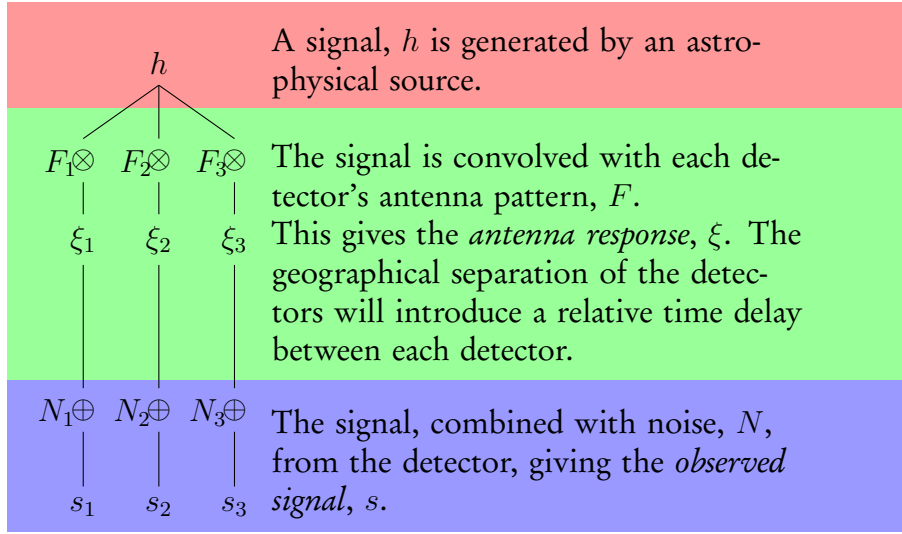 h
A signal, h is generated by an astro-
physical source.
F₁⊗ F₂⊗ F₃⊗
The signal is convolved with each de-
tector's antenna pattern, F.
ξ₁ ξ₂ ξ₃
This gives the antenna response, ξ. The
geographical separation of the detec-
tors will introduce a relative time delay
between each detector.
N₁⊕ N₂⊕ N₃⊕
The signal, combined with noise, N,
from the detector, giving the observed
signal, s.
s₁ s₂ s₃